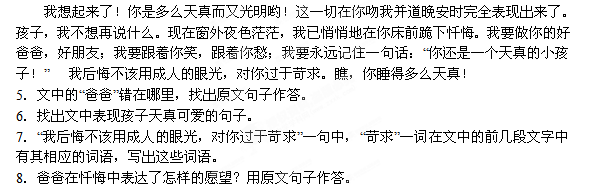 我想起来了！你是多么天真而又光明哟！这一切在你吻我并道晚安时完全表现出来了。
孩子，我不想再说什么。现在窗外夜色茫茫，我已悄悄地在你床前跪下忏悔。我要做你的好
爸爸，好朋友；我要跟着你笑，跟着你愁；我要永远记住一句话：“你还是一个天真的小孩
子！” 我后悔不该用成人的眼光，对你过于苛求。瞧，你睡得多么天真！
5．文中的“爸爸”错在哪里，找出原文句子作答。
6．找出文中表现孩子天真可爱的句子。
7．“我后悔不该用成人的眼光，对你过于苛求”一句中，“苛求”一词在文中的前几段文字中
有其相应的词语，写出这些词语。
8．爸爸在忏悔中表达了怎样的愿望？用原文句子作答。